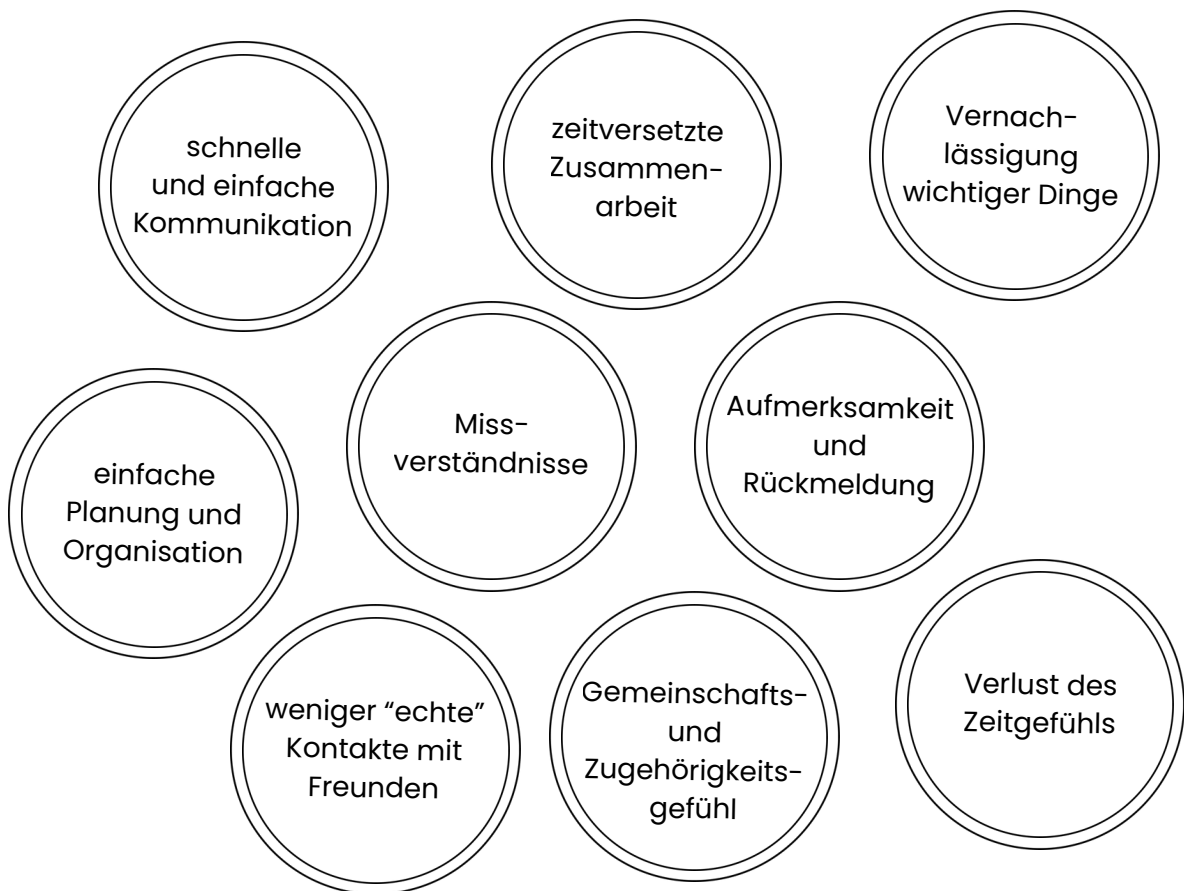 schnelle
und einfache
Kommunikation
zeitversetzte
Zusammen-
arbeit
Vernach-
lässigung
wichtiger Dinge
einfache
Planung und
Organisation
Miss-
verständnisse
Aufmerksamkeit
und
Rückmeldung
weniger “echte”
Kontakte mit
Freunden
Gemeinschafts-
und
Zugehörigkeits-
gefühl
Verlust des
Zeitgefühls